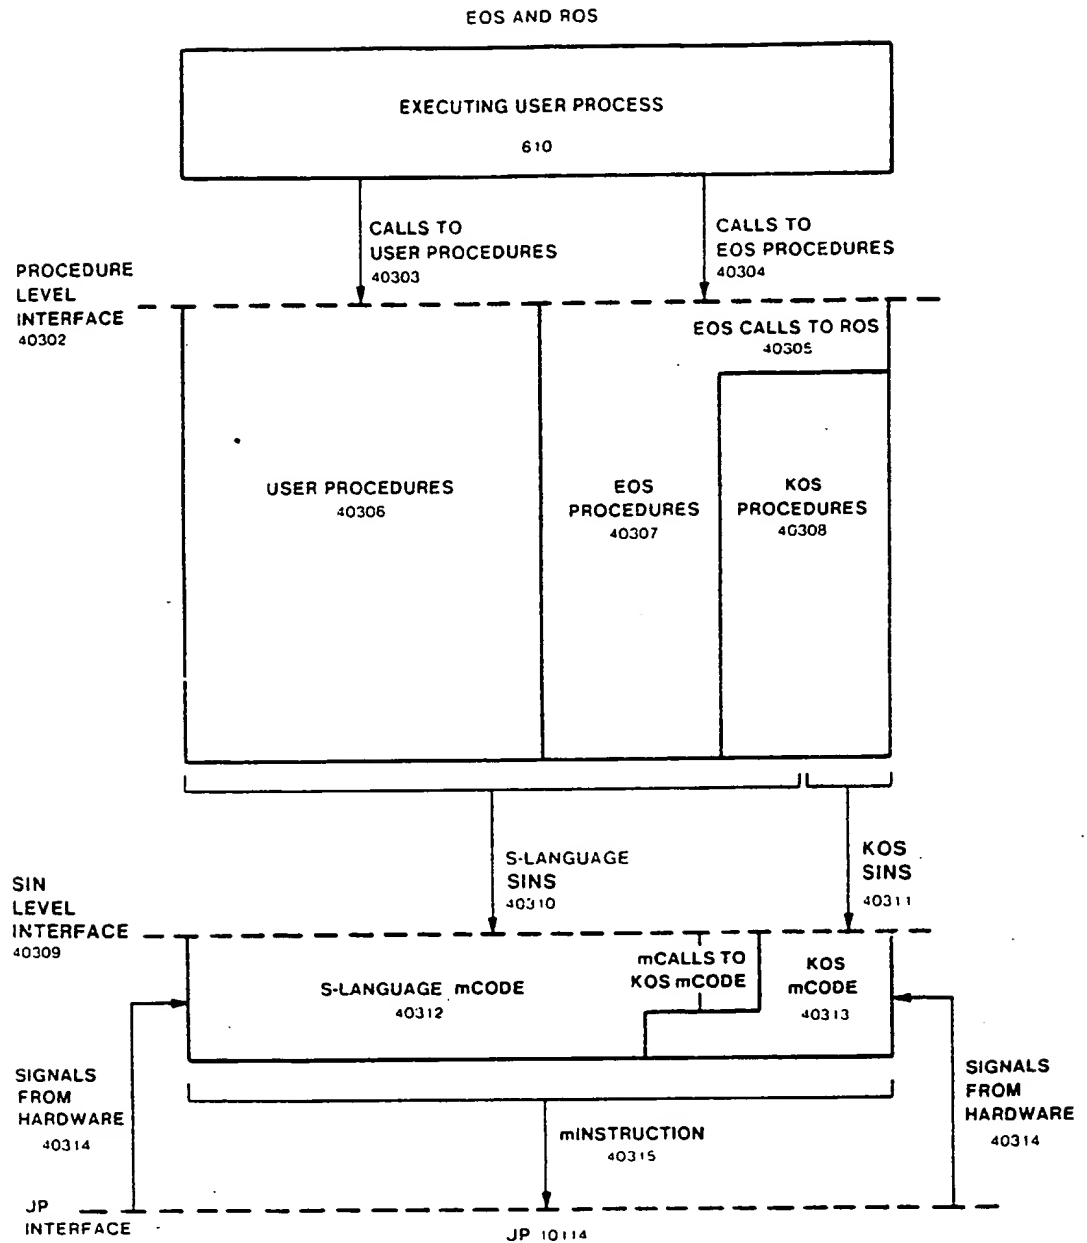 EOS AND ROS
EXECUTING USER PROCESS
610
CALLS TO
USER PROCEDURES
40303
CALLS TO
EOS PROCEDURES
40304
PROCEDURE
LEVEL
INTERFACE
40302
EOS CALLS TO ROS
40305
USER PROCEDURES
40306
EOS
PROCEDURES
40307
KOS
PROCEDURES
40308
S-LANGUAGE
SINS
40310
KOS
SINS
40311
SIN
LEVEL
INTERFACE
40309
S-LANGUAGE mCODE
40312
mCALLS TO
KOS mCODE
KOS
mCODE
40313
SIGNALS
FROM
HARDWARE
40314
SIGNALS
FROM
HARDWARE
40314
mINSTRUCTION
40315
JP
INTERFACE
JP 10114